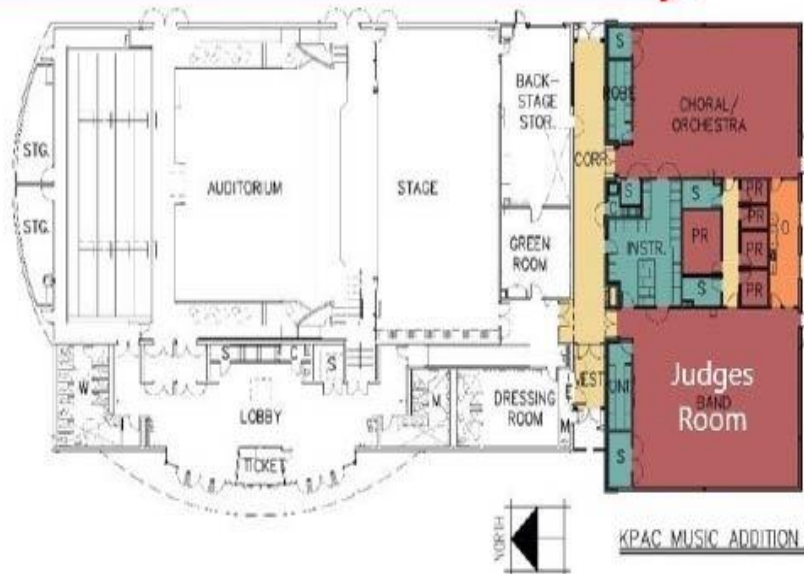 S
ROBE
CHORAL/
ORCHESTRA
BACK-
STAGE
STOR.
CORR.
STG.
AUDITORIUM
STAGE
STG.
S
C
S
PR
PR
PR
INSTR.
PR
O
PR
S
GREEN
ROOM
S
C
S
W
LOBBY
M
DRESSING
ROOM
M
VEST
UNI
Judges
BAND
Room
S
TICKET
NORTH
KPAC MUSIC ADDITION